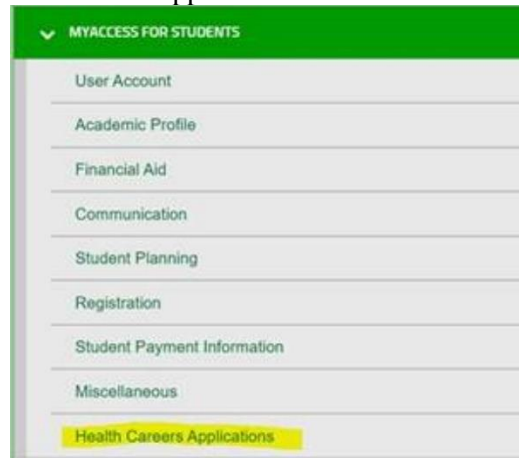 MYACCESS FOR STUDENTS
User Account
Academic Profile
Financial Aid
Communication
Student Planning
Registration
Student Payment Information
Miscellaneous
Health Careers Applications